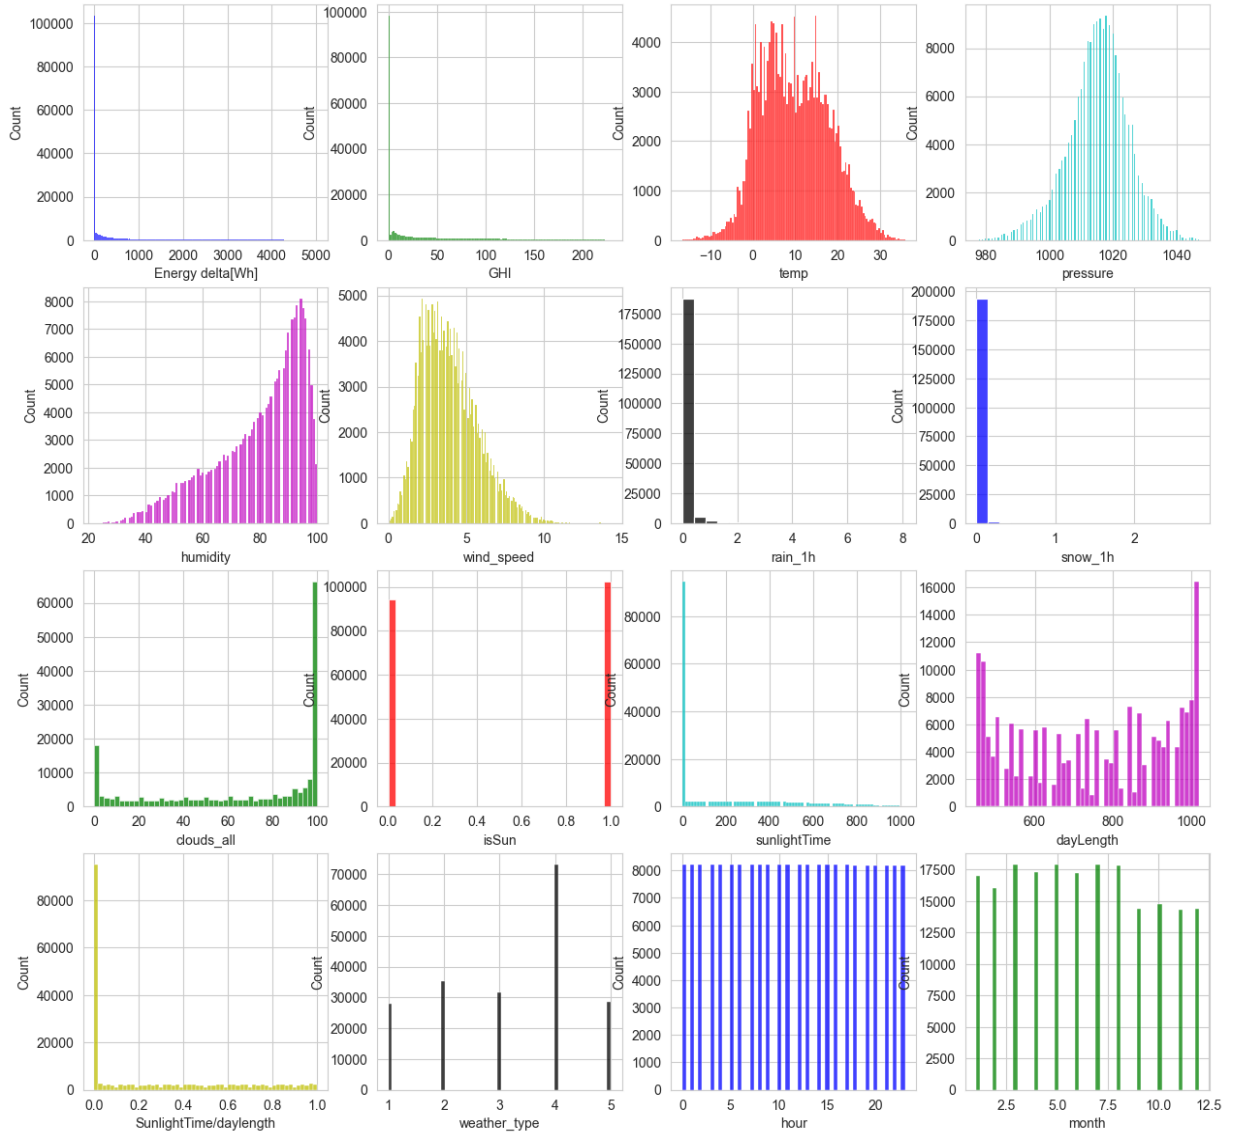 100000
80000
60000
40000
20000
0
Count
0 1000 2000 3000 4000 5000
Energy delta[Wh]
100000
80000
60000
40000
20000
0
Count
0 50 100 150 200
GHI
4000
3000
2000
1000
0
Count
−10 0 10 20 30
temp
8000
6000
4000
2000
0
Count
980 1000 1020 1040
pressure
8000
7000
6000
5000
4000
3000
2000
1000
0
Count
20 40 60 80 100
humidity
5000
4000
3000
2000
1000
0
Count
0 5 10 15
wind_speed
175000
150000
125000
100000
75000
50000
25000
0
Count
0 2 4 6 8
rain_1h
200000
175000
150000
125000
100000
75000
50000
25000
0
Count
0 1 2
snow_1h
60000
50000
40000
30000
20000
10000
0
Count
0 20 40 60 80 100
clouds_all
100000
80000
60000
40000
20000
0
Count
0.0 0.2 0.4 0.6 0.8 1.0
isSun
80000
60000
40000
20000
0
Count
0 200 400 600 800 1000
sunlightTime
16000
14000
12000
10000
8000
6000
4000
2000
0
Count
600 800 1000
dayLength
80000
60000
40000
20000
0
Count
0.0 0.2 0.4 0.6 0.8 1.0
SunlightTime/daylength
70000
60000
50000
40000
30000
20000
10000
0
Count
1 2 3 4 5
weather_type
8000
7000
6000
5000
4000
3000
2000
1000
0
Count
0 5 10 15 20
hour
17500
15000
12500
10000
7500
5000
2500
0
Count
2.5 5.0 7.5 10.0 12.5
month